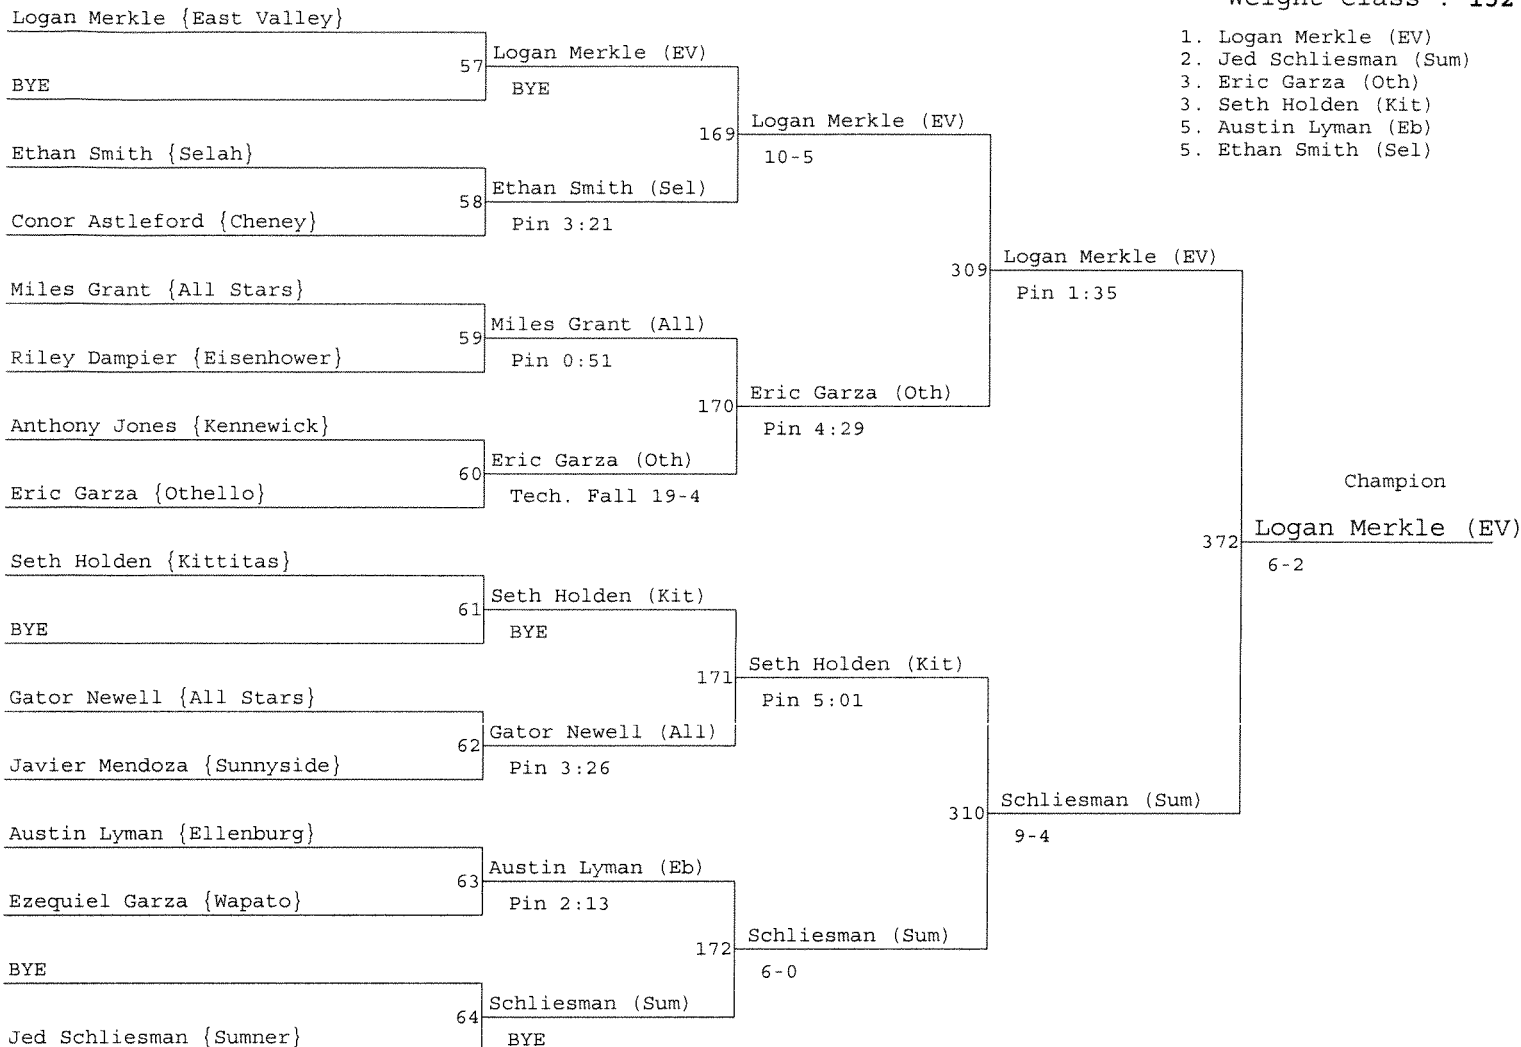 Weight Class : 152
1. Logan Merkle (EV)
2. Jed Schliesman (Sum)
3. Eric Garza (Oth)
3. Seth Holden (Kit)
5. Austin Lyman (Eb)
5. Ethan Smith (Sel)
Logan Merkle {East Valley}
BYE
Ethan Smith {Selah}
Conor Astleford {Cheney}
Miles Grant {All Stars}
Riley Dampier {Eisenhower}
Anthony Jones {Kennewick}
Eric Garza {Othello}
Seth Holden {Kittitas}
BYE
Gator Newell {All Stars}
Javier Mendoza {Sunnyside}
Austin Lyman {Ellenburg}
Ezequiel Garza {Wapato}
BYE
Jed Schliesman {Sumner}
57 Logan Merkle (EV)
BYE
58 Ethan Smith (Sel)
Pin 3:21
59 Miles Grant (All)
Pin 0:51
60 Eric Garza (Oth)
Tech. Fall 19-4
61 Seth Holden (Kit)
BYE
62 Gator Newell (All)
Pin 3:26
63 Austin Lyman (Eb)
Pin 2:13
64 Schliesman (Sum)
BYE
169 Logan Merkle (EV)
10-5
170 Eric Garza (Oth)
Pin 4:29
171 Seth Holden (Kit)
Pin 5:01
172 Schliesman (Sum)
6-0
309 Logan Merkle (EV)
Pin 1:35
310 Schliesman (Sum)
9-4
Champion
372 Logan Merkle (EV)
6-2